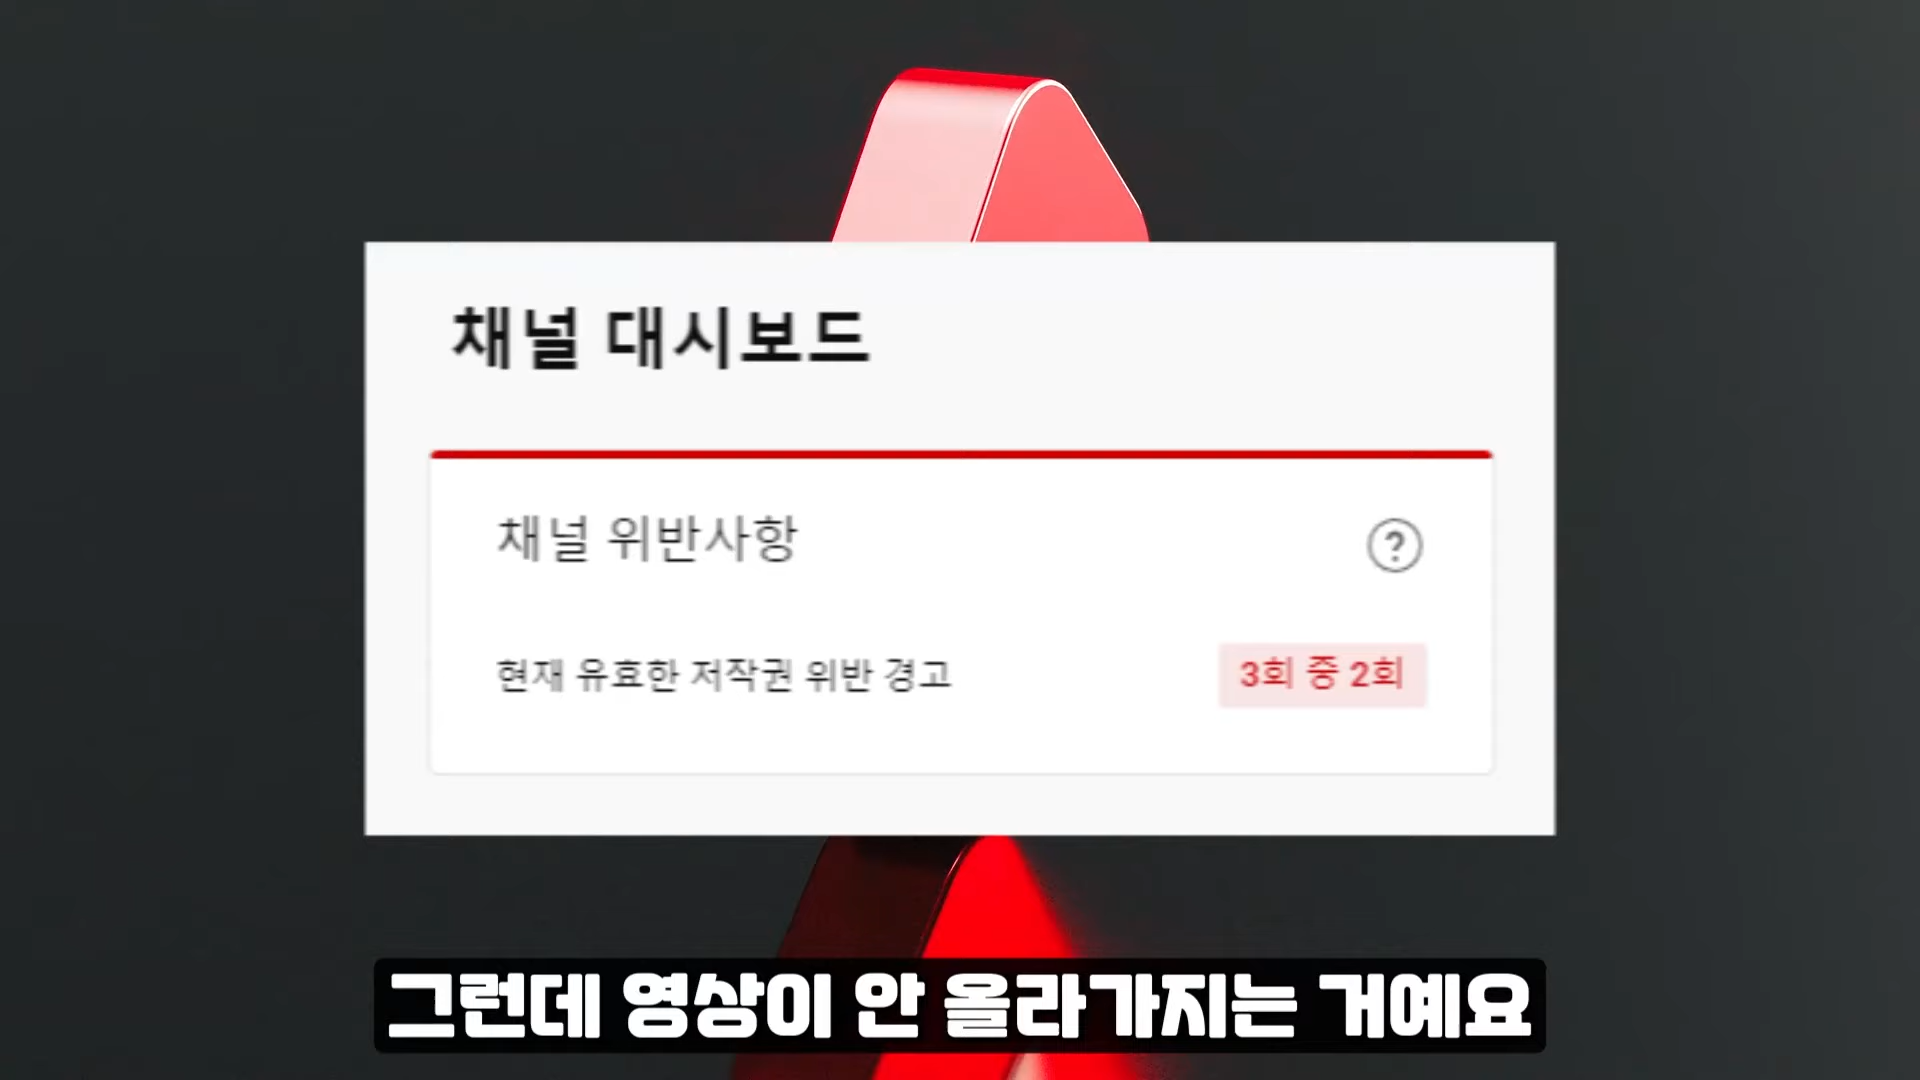 채널 대시보드
채널 위반사항
?
현재 유효한 저작권 위반 경고 3회 중 2회
그런데 영상이 안 올라가지는 거예요